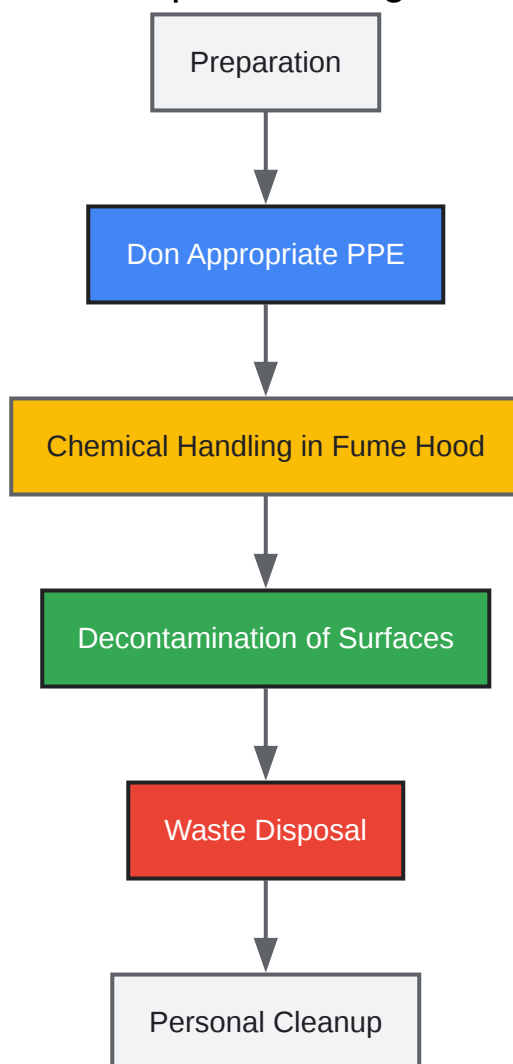 Preparation
Don Appropriate PPE
Chemical Handling in Fume Hood
Decontamination of Surfaces
Waste Disposal
Personal Cleanup